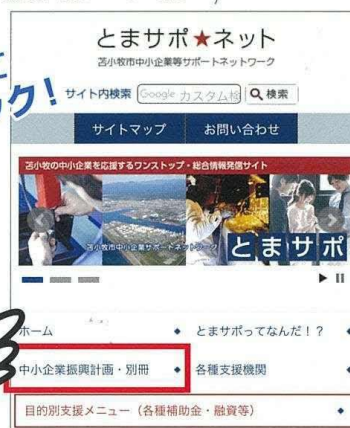 とまサポ★ネット
苫小牧市中小企業等サポートネットワーク
ク!
サイト内検索 Google カスタム検 検索
サイトマップ お問い合わせ
苫小牧の中小企業を応援するワンストップ・総合情報発信サイト
苫小牧市中小企業サポートネットワーク とまサポ
ホーム とまサポってなんだ!?
中小企業振興計画・別冊 各種支援機関
目的別支援メニュー(各種補助金・融資等)